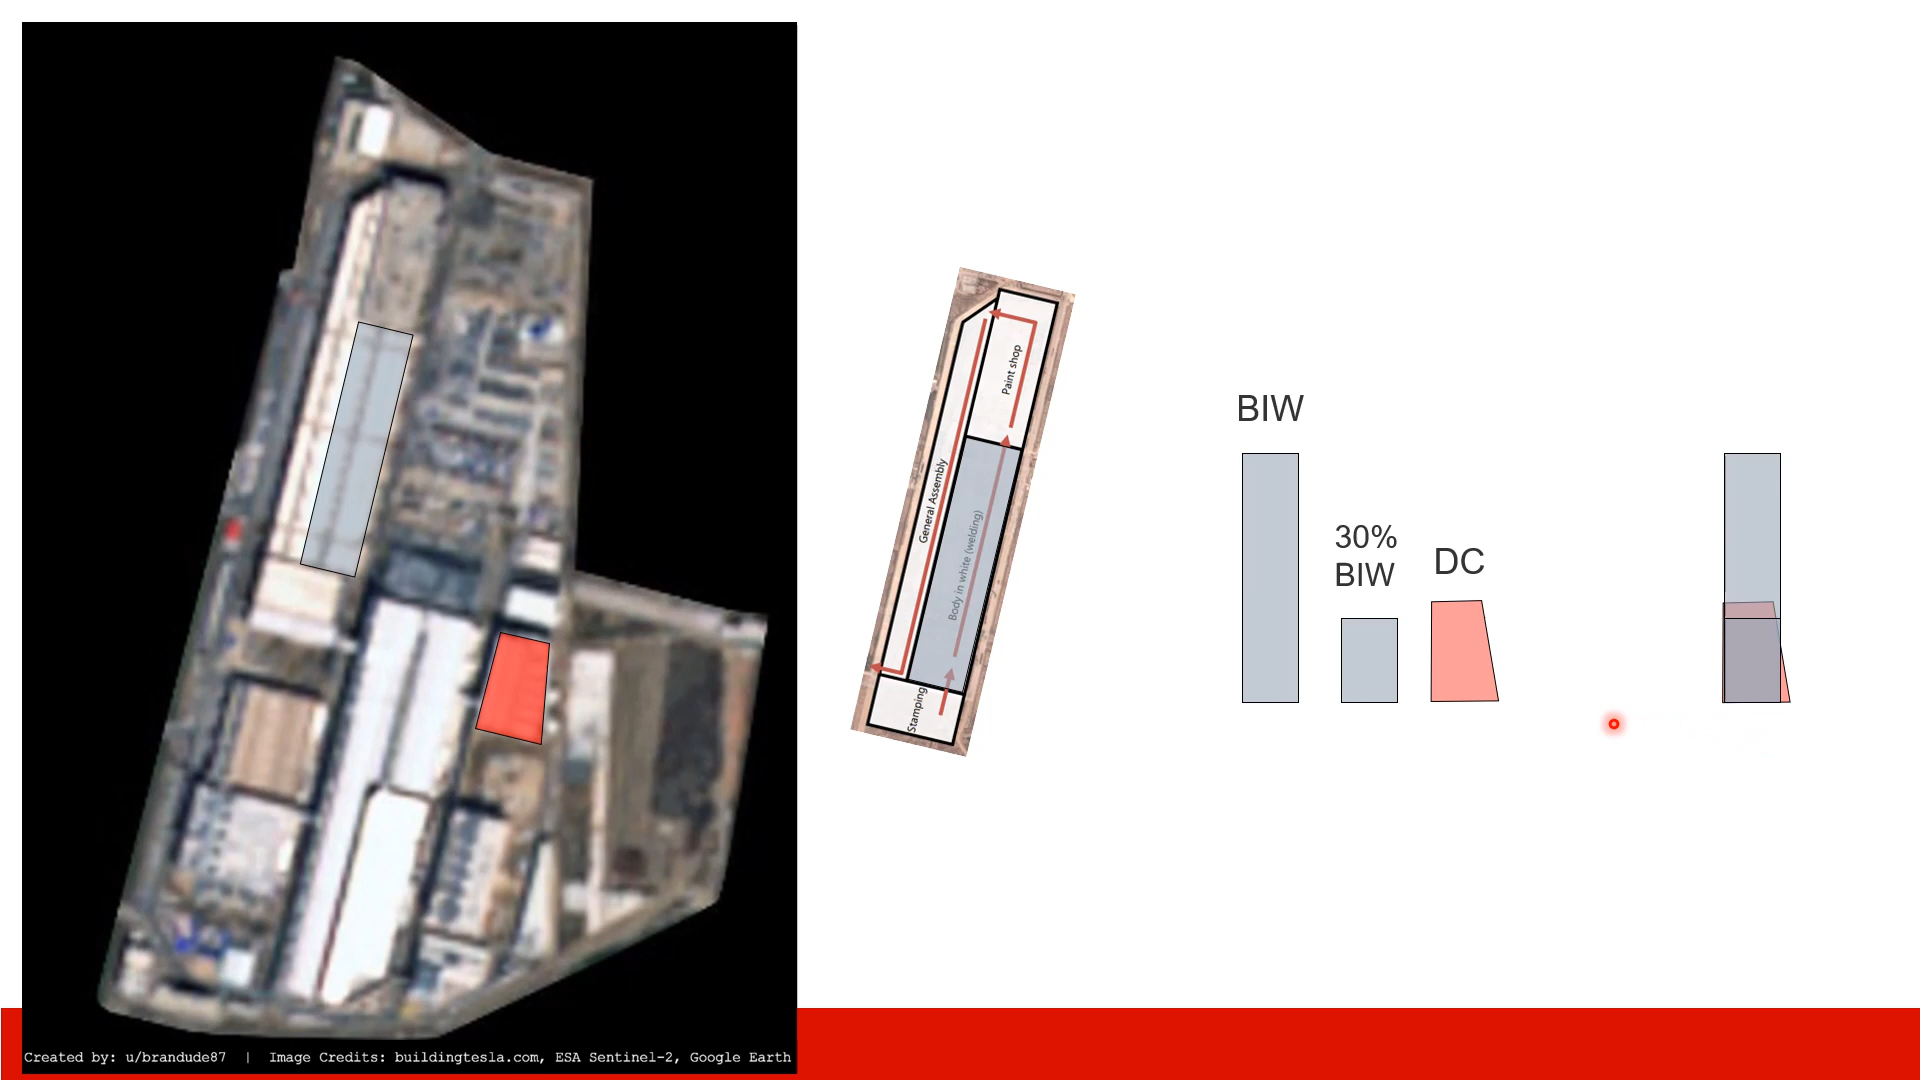 Paint shop
General Assembly
Body in white (welding)
Stamping
BIW
30%
BIW
DC
Created by: u/brandude87 | Image Credits: buildingtesla.com, ESA Sentinel-2, Google Earth